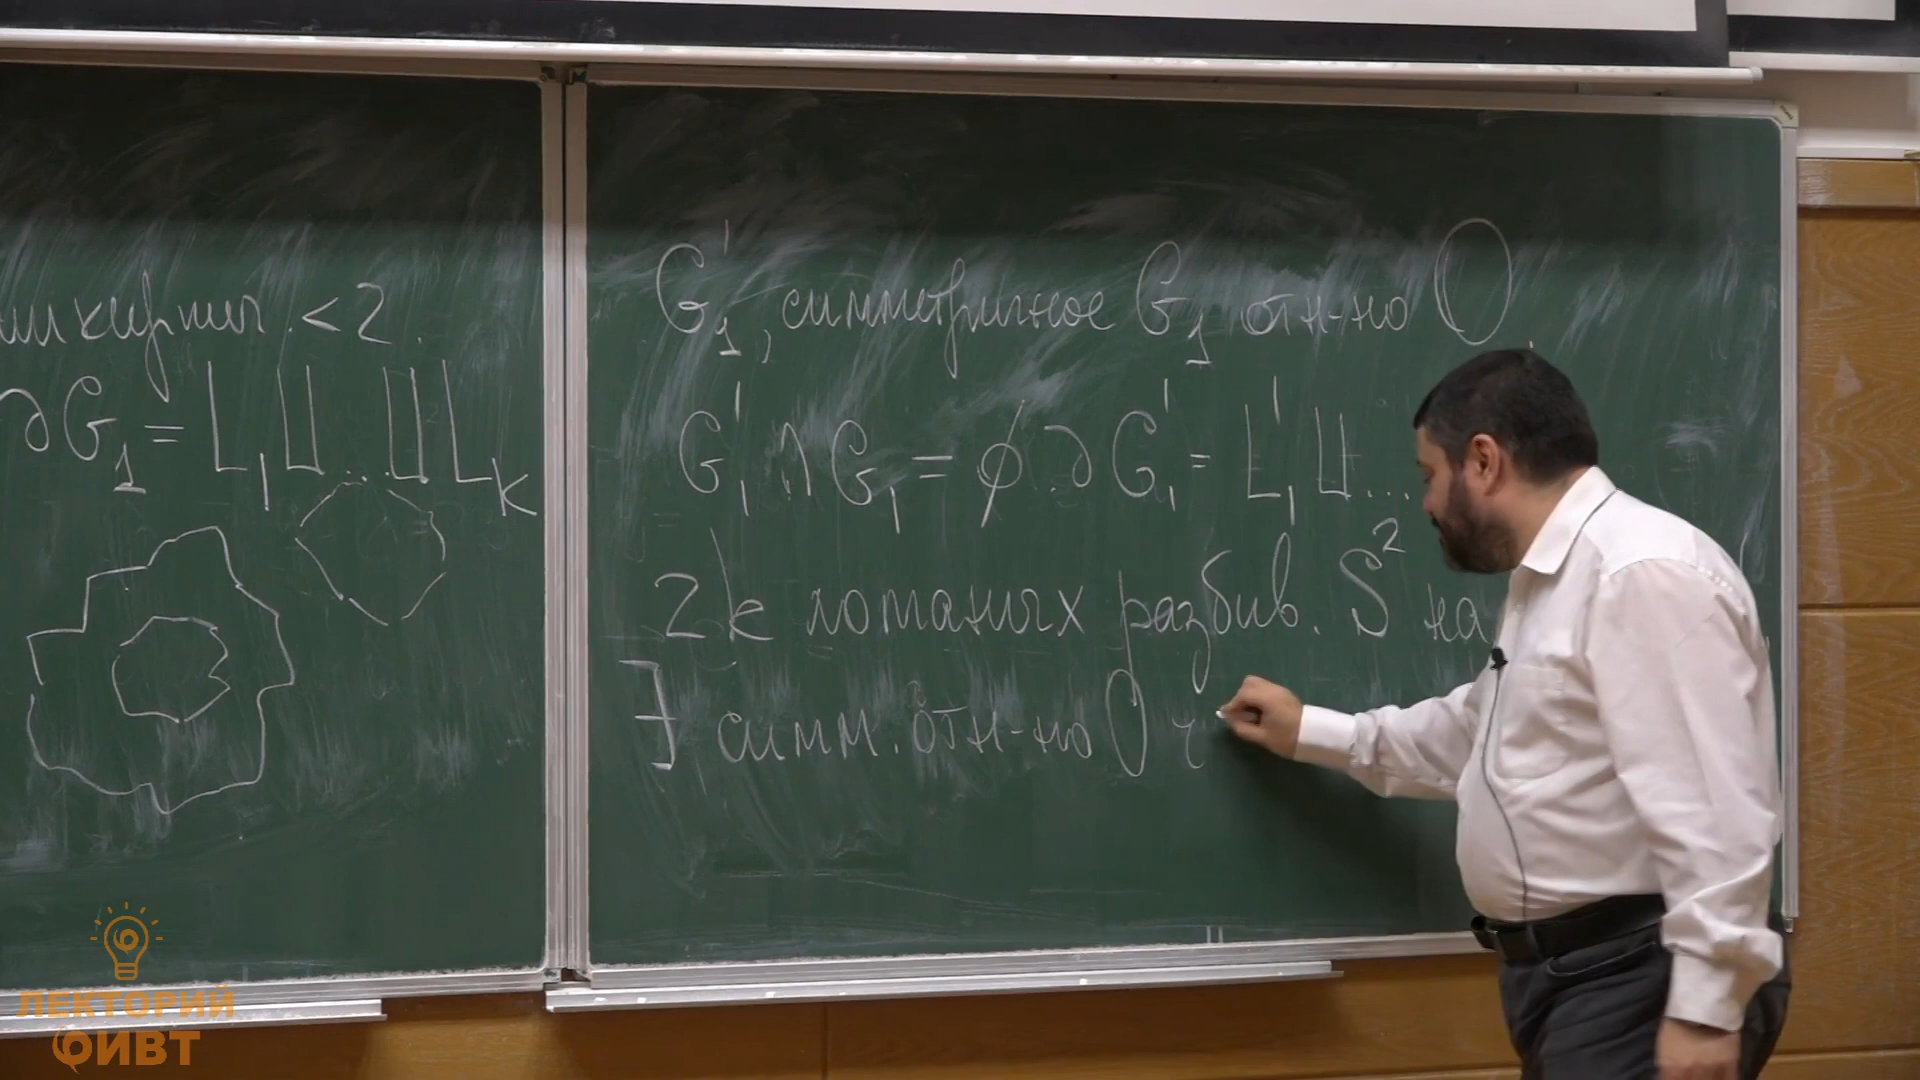 < 2.
∂G₁ = L₁ ⊔ ... ⊔ Lₖ
G₁', симметричное G₁ отн-но O
G₁' ∩ G₁ = ∅. ∂G₁' = L₁' ⊔ ...
2k ломаных разбив. S² на
∃ симм. отн-но O ч
ЛЕКТОРИЙ
ФИВТ